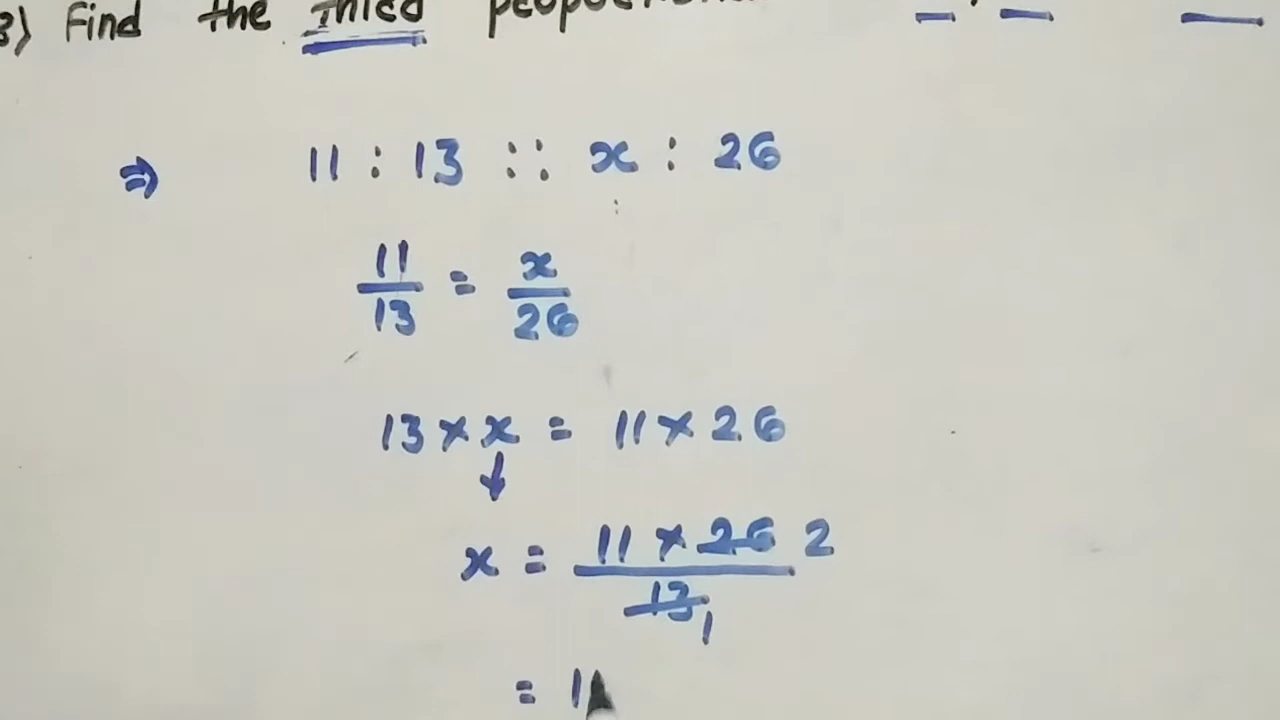 3) Find the Third
⇒ 11 : 13 :: x : 26
11/13 = x/26
13 × x = 11 × 26
↓
x = 11 × 26 2 / 13 1
= 1